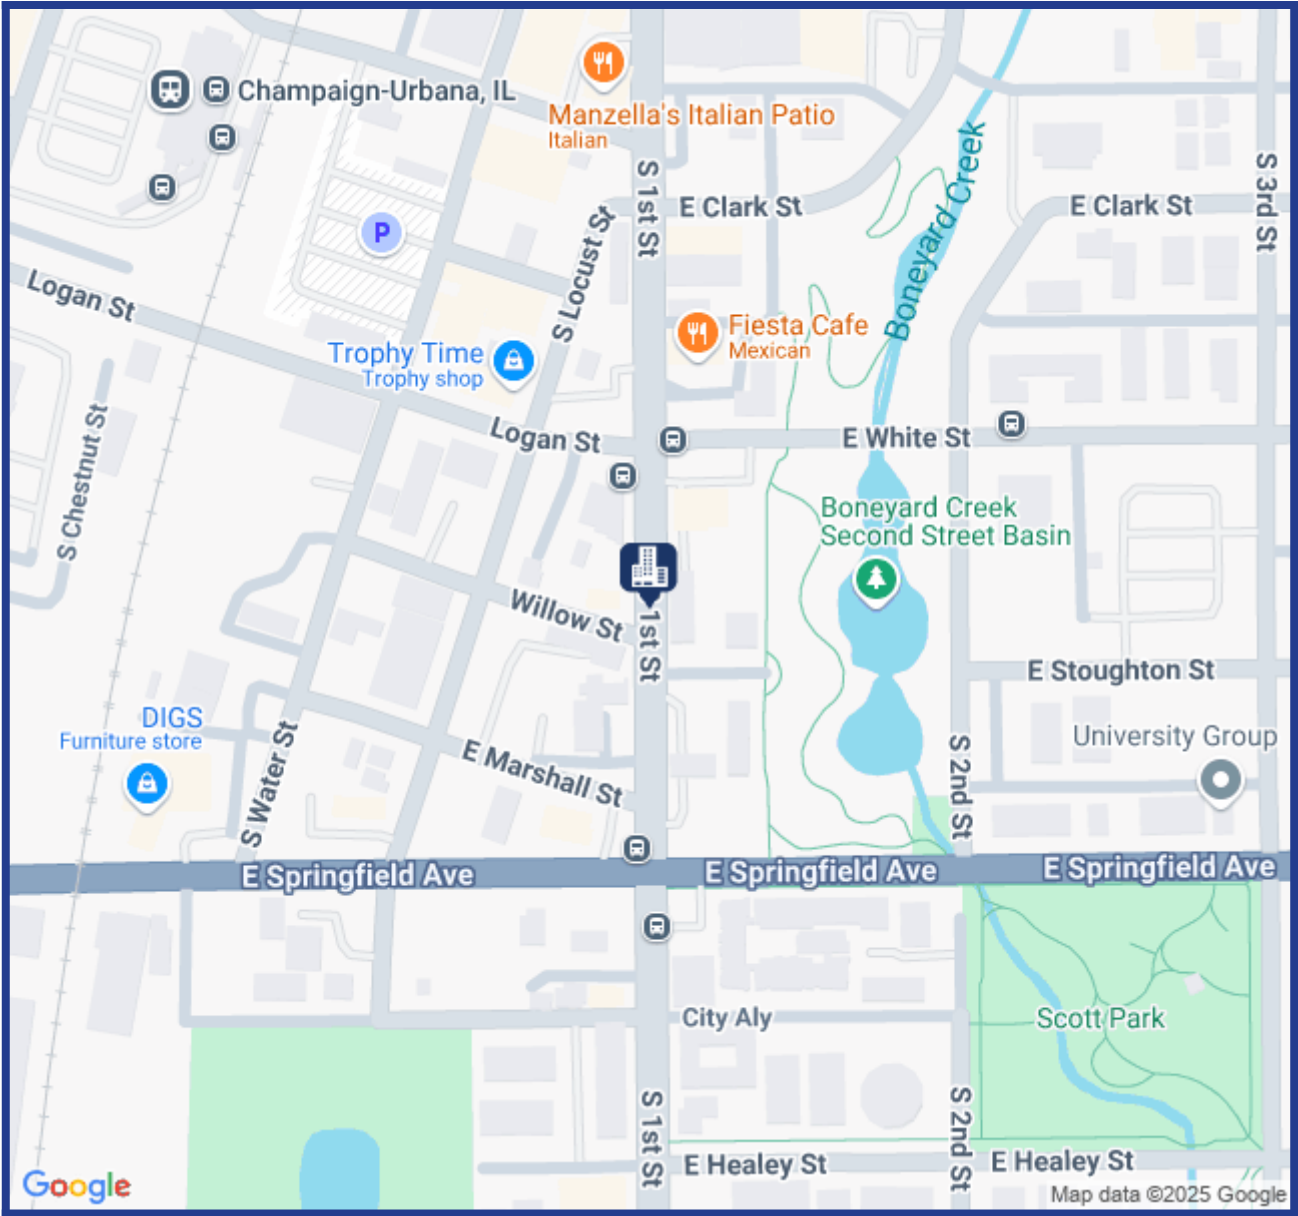 Champaign-Urbana, IL
Manzella's Italian Patio
Italian
S 1st St
E Clark St
Boneyard Creek
E Clark St
S 3rd St
P
S Locust St
Logan St
Fiesta Cafe
Mexican
Trophy Time
Trophy shop
Logan St
E White St
S Chestnut St
Boneyard Creek
Second Street Basin
Willow St
1st St
E Stoughton St
DIGS
Furniture store
S Water St
E Marshall St
S 2nd St
University Group
E Springfield Ave
E Springfield Ave
E Springfield Ave
City Aly
Scott Park
S 1st St
S 2nd St
E Healey St
E Healey St
Google
Map data ©2025 Google